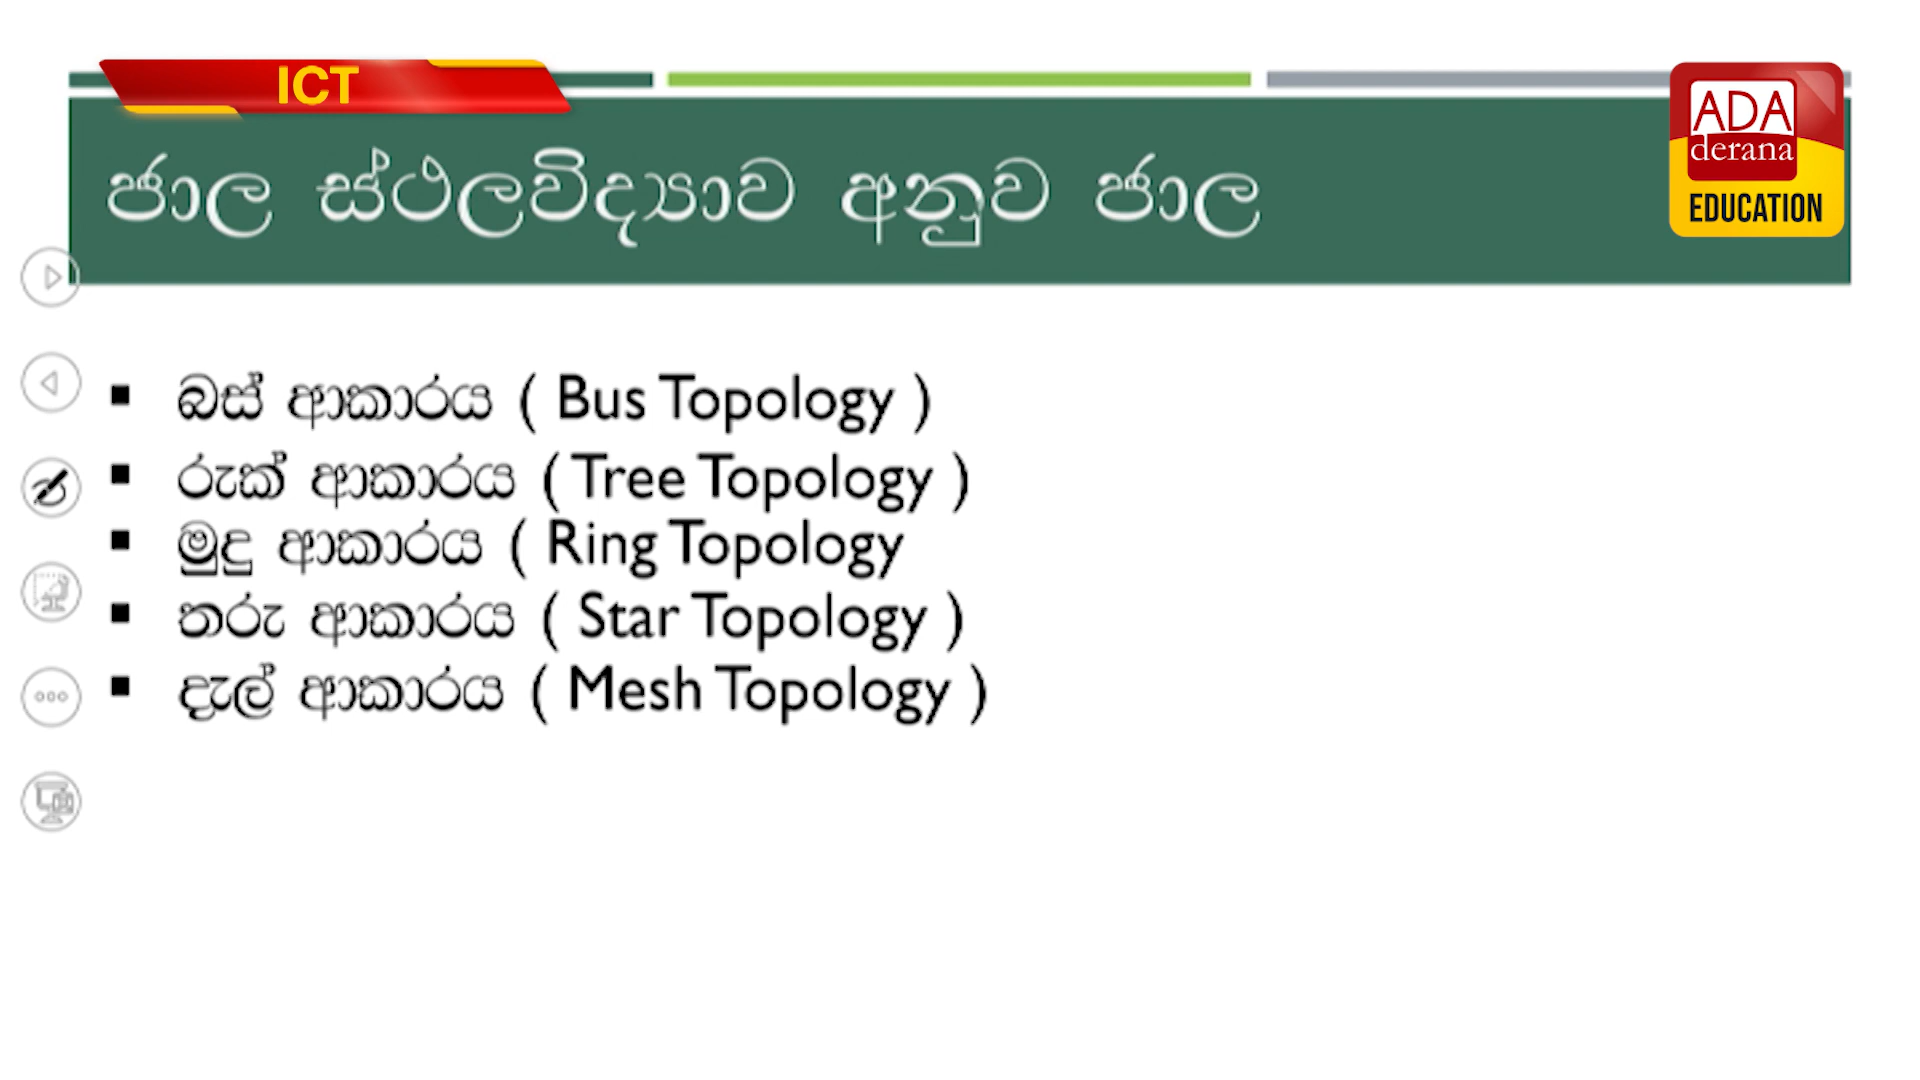 ICT
ADA
derana
EDUCATION
ජාල ස්ථලවිද්‍යාව අනුව ජාල
▪ බස් ආකාරය ( Bus Topology )
▪ රුක් ආකාරය ( Tree Topology )
▪ මුදු ආකාරය ( Ring Topology
▪ තරු ආකාරය ( Star Topology )
▪ දැල් ආකාරය ( Mesh Topology )